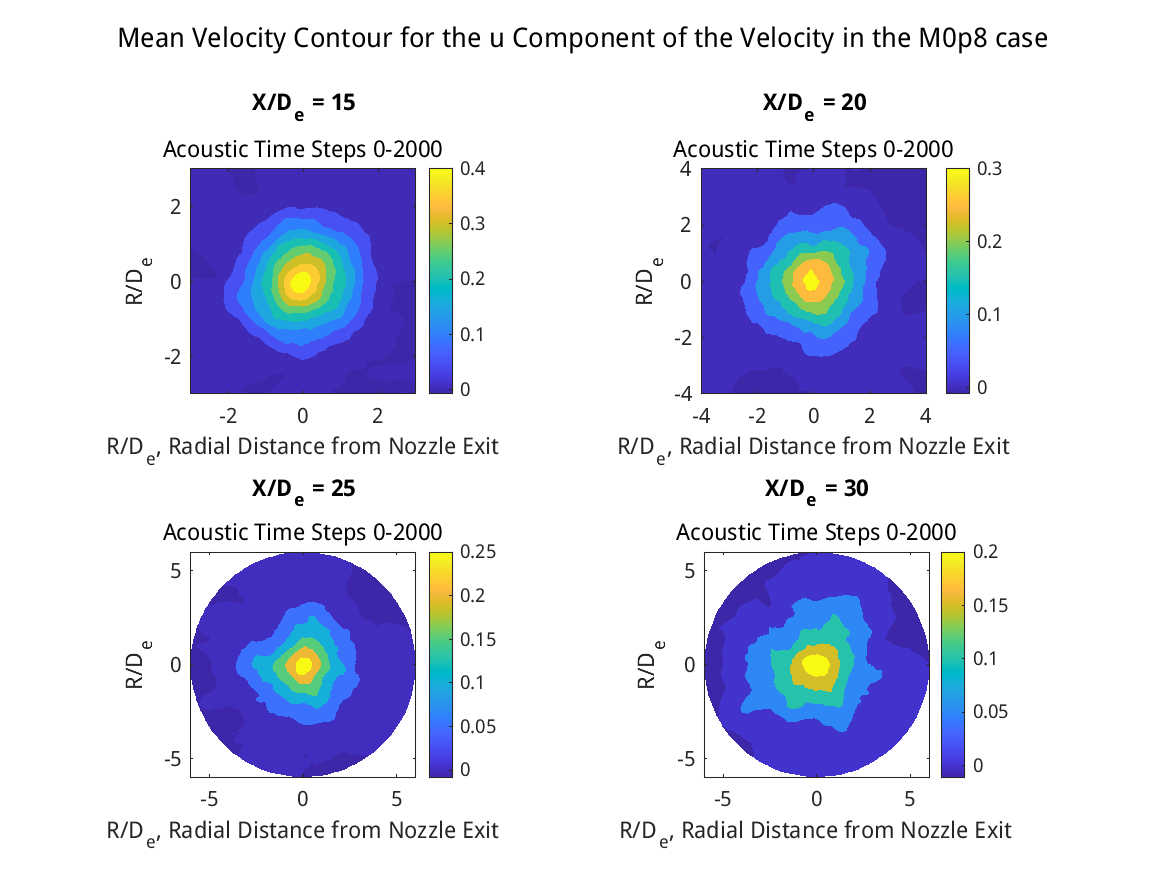 Mean Velocity Contour for the u Component of the Velocity in the M0p8 case
X/De = 15
Acoustic Time Steps 0-2000
2
0
-2
R/De
-2 0 2
R/De, Radial Distance from Nozzle Exit
0.4
0.3
0.2
0.1
0
X/De = 20
Acoustic Time Steps 0-2000
4
2
0
-2
-4
R/De
-4 -2 0 2 4
R/De, Radial Distance from Nozzle Exit
0.3
0.2
0.1
0
X/De = 25
Acoustic Time Steps 0-2000
5
0
-5
R/De
-5 0 5
R/De, Radial Distance from Nozzle Exit
0.25
0.2
0.15
0.1
0.05
0
X/De = 30
Acoustic Time Steps 0-2000
5
0
-5
R/De
-5 0 5
R/De, Radial Distance from Nozzle Exit
0.2
0.15
0.1
0.05
0